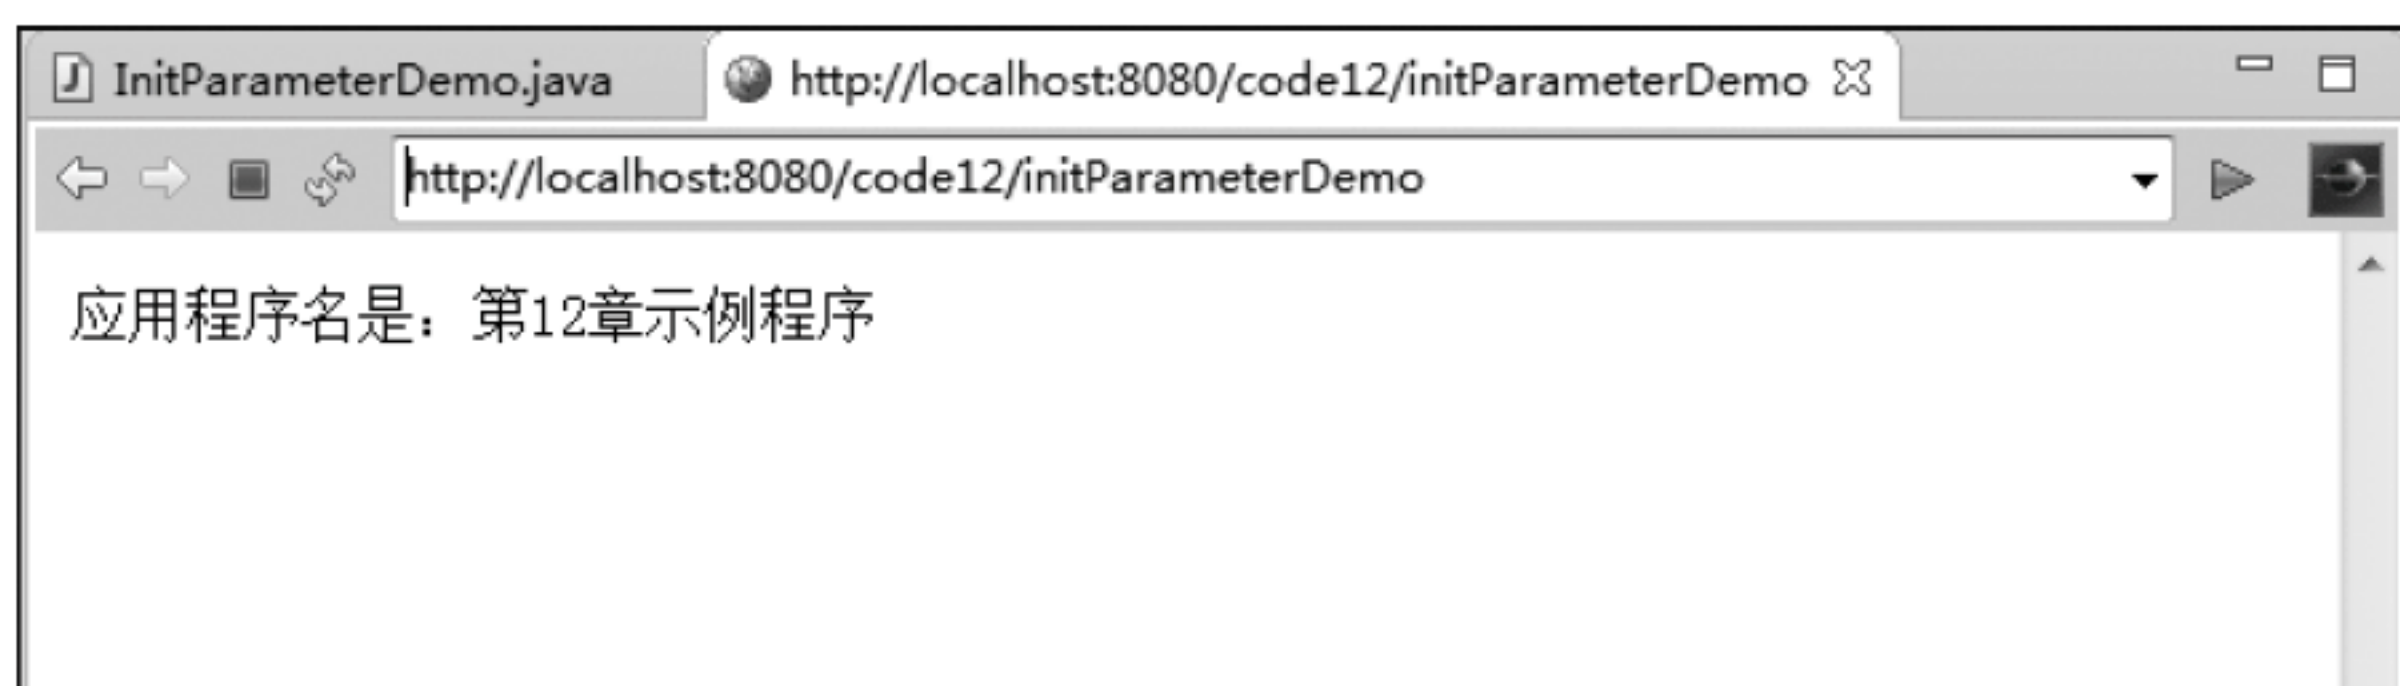 InitParameterDemo.java http://localhost:8080/code12/initParameterDemo
http://localhost:8080/code12/initParameterDemo
应用程序名是：第12章示例程序